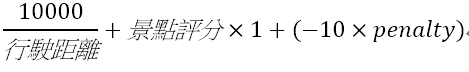 10000
行駛距離 + 景點評分 × 1 + (−10 × penalty)